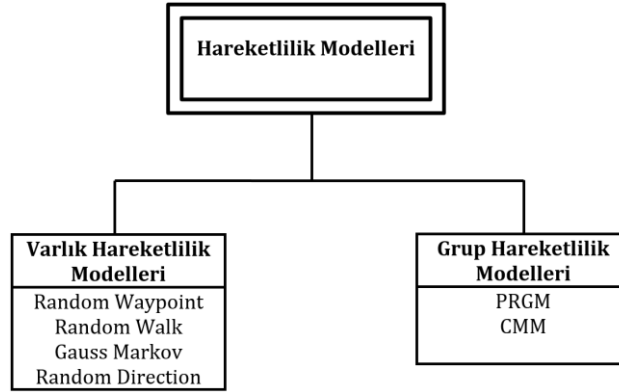 Hareketlilik Modelleri
Varlık Hareketlilik
Modelleri
Random Waypoint
Random Walk
Gauss Markov
Random Direction
Grup Hareketlilik
Modelleri
PRGM
CMM